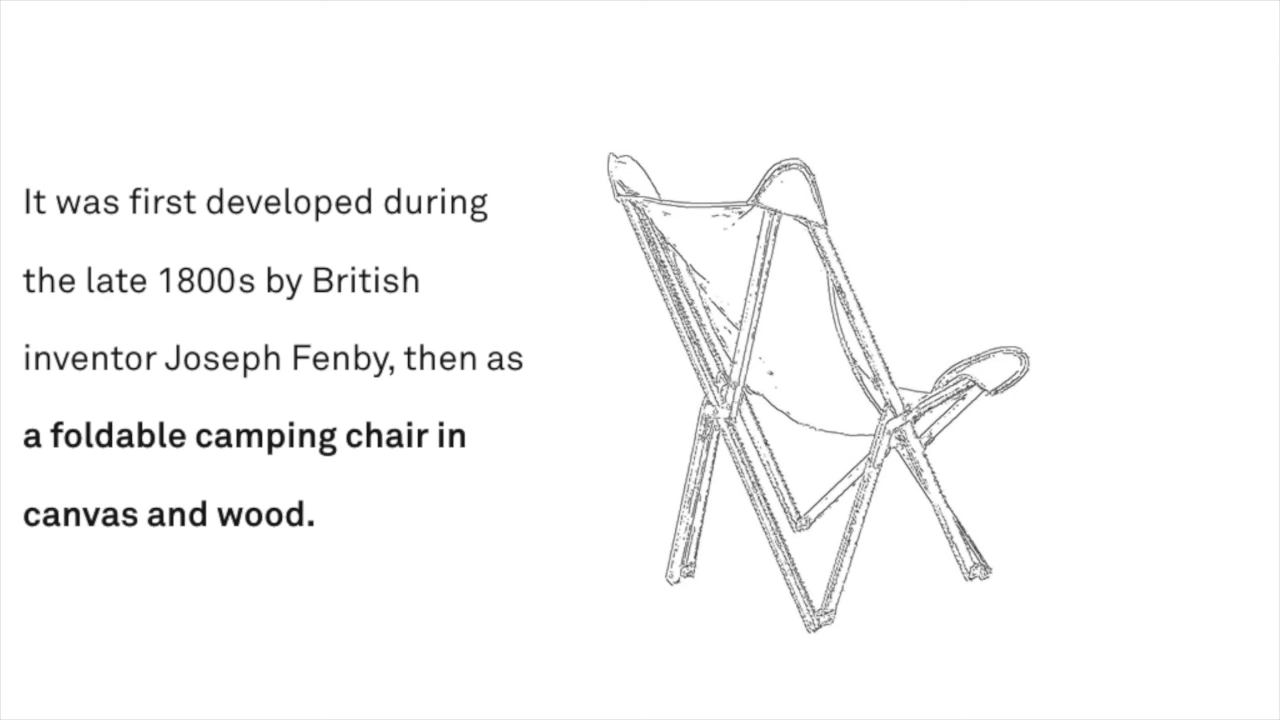 It was first developed during
the late 1800s by British
inventor Joseph Fenby, then as
a foldable camping chair in
canvas and wood.